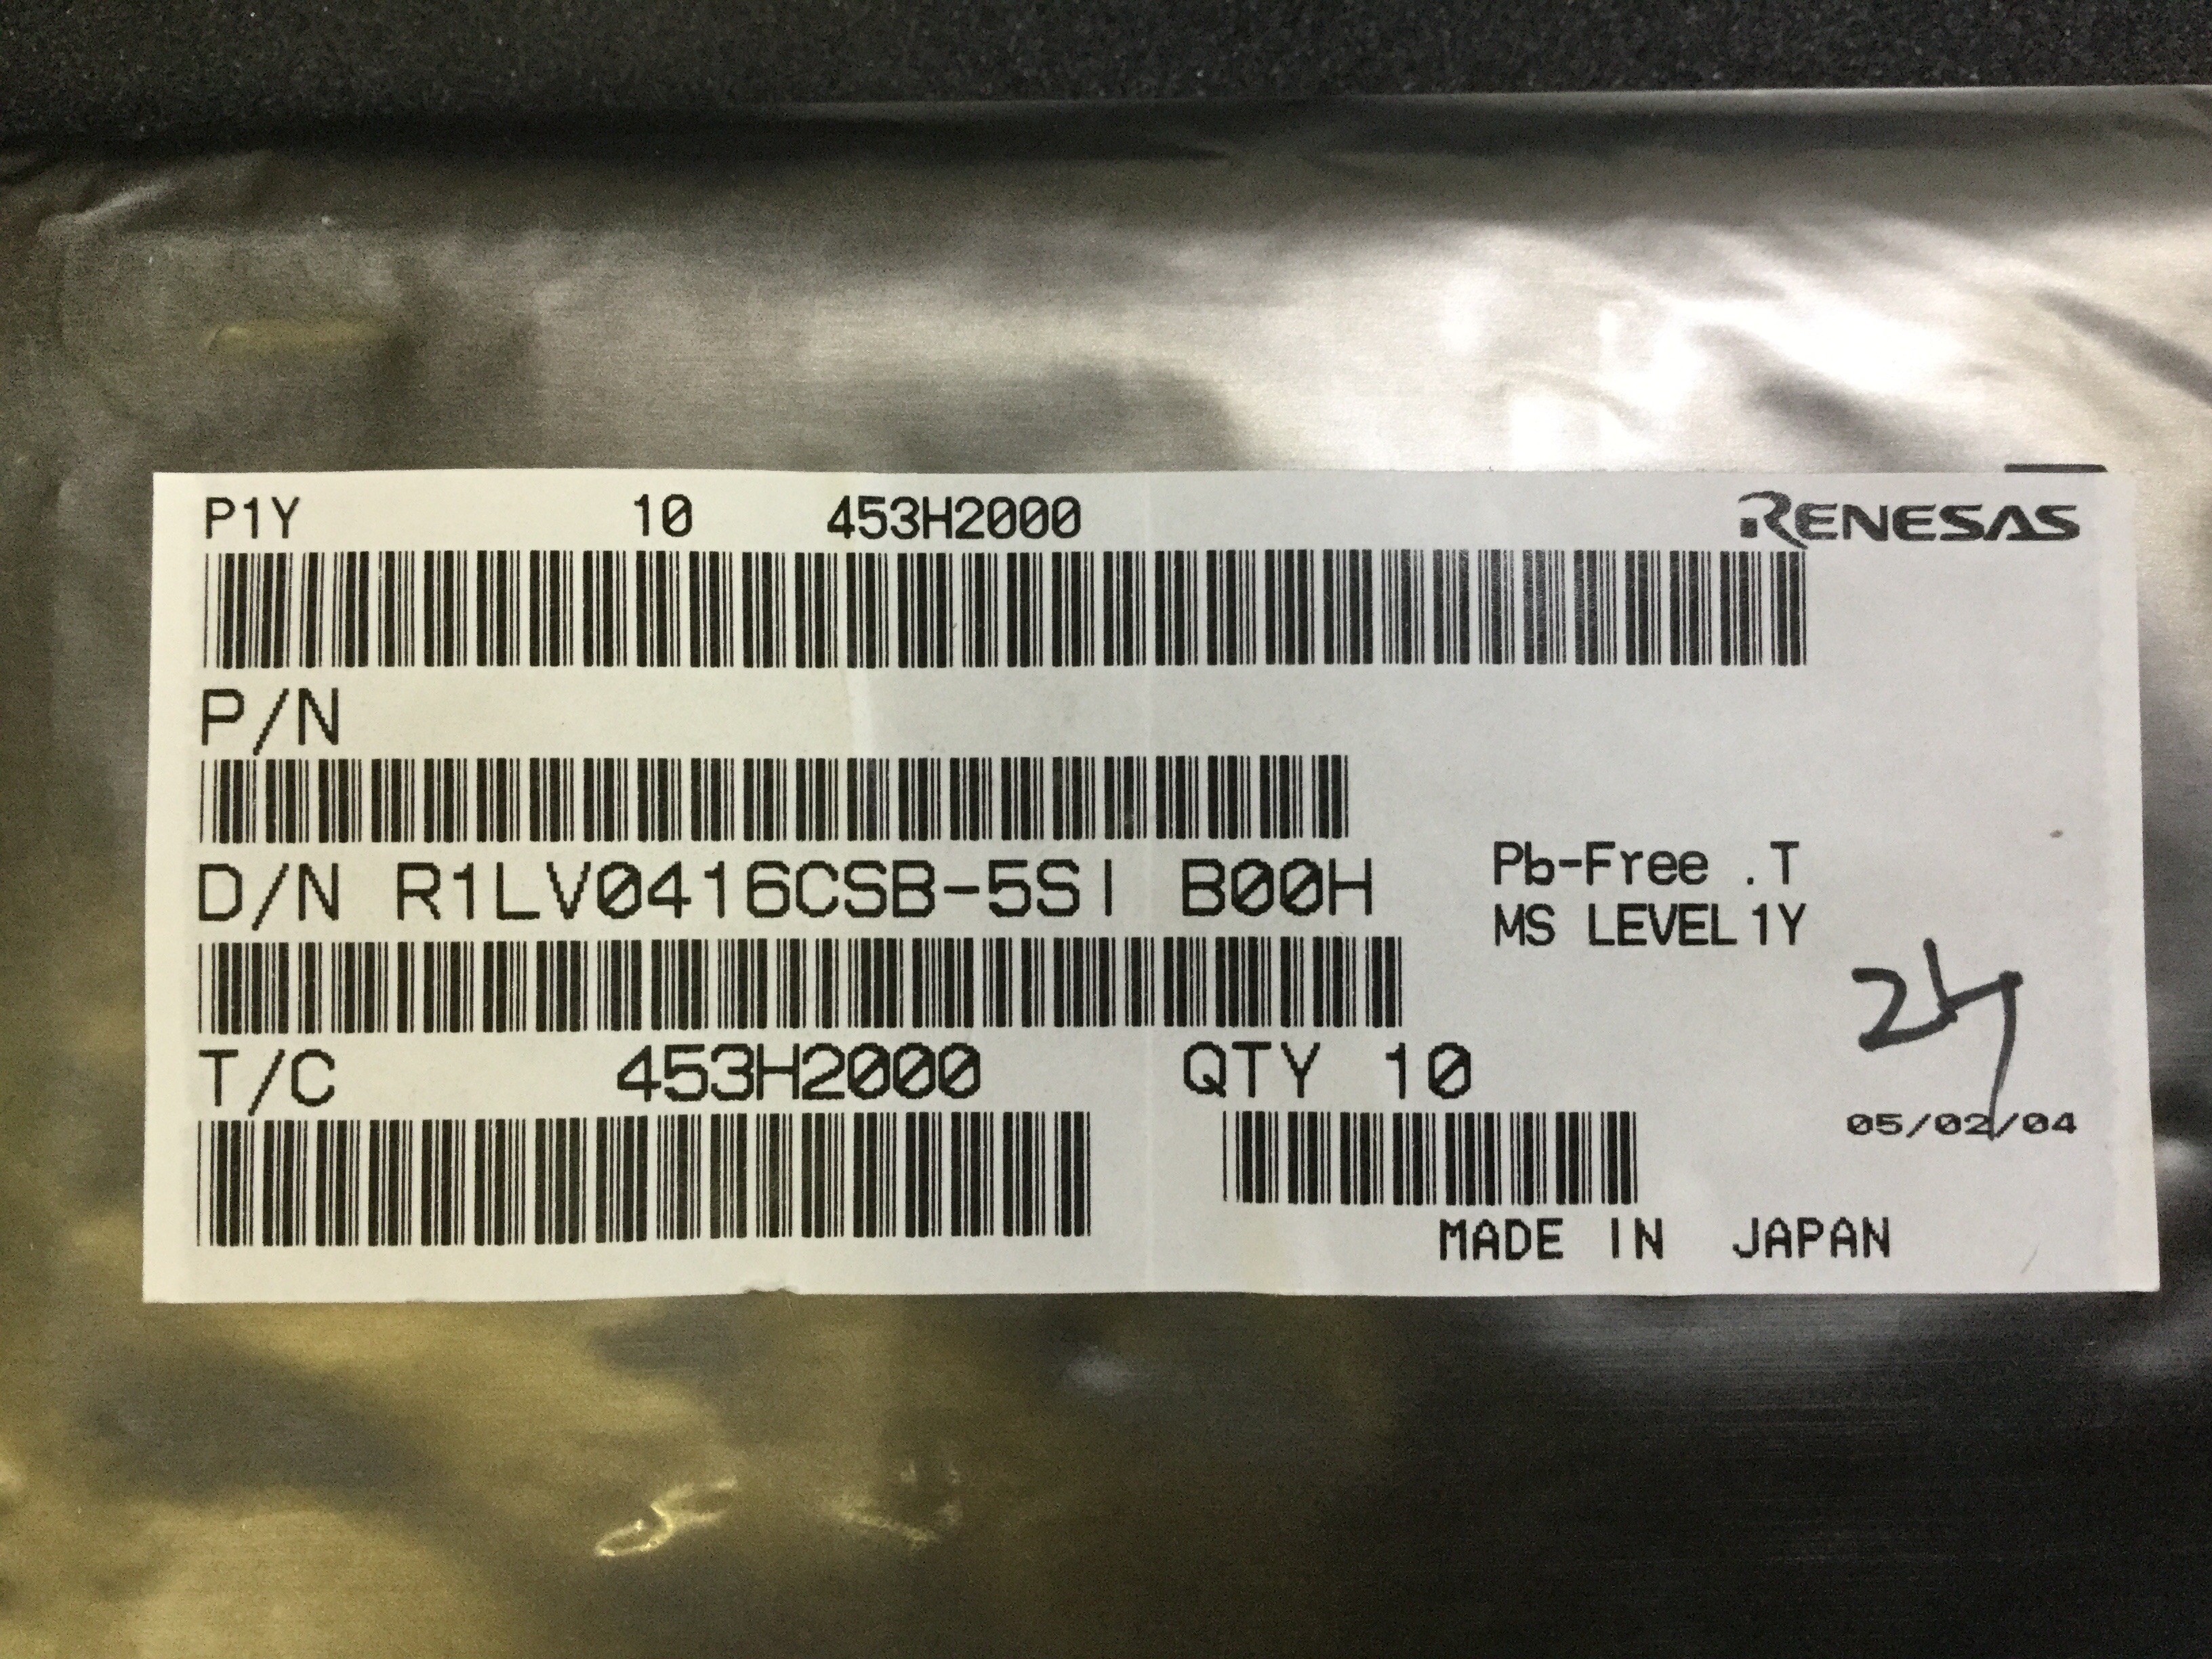 P1Y 10 453H2000 RENESAS
P/N
D/N R1LV0416CSB-5SI B00H
Pb-Free .T
MS LEVEL1Y
T/C 453H2000 QTY 10
05/02/04
MADE IN JAPAN